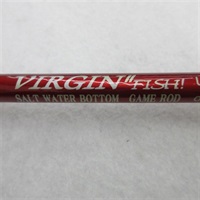 VIRGIN "FISH!
SALT WATER BOTTOM GAME ROD